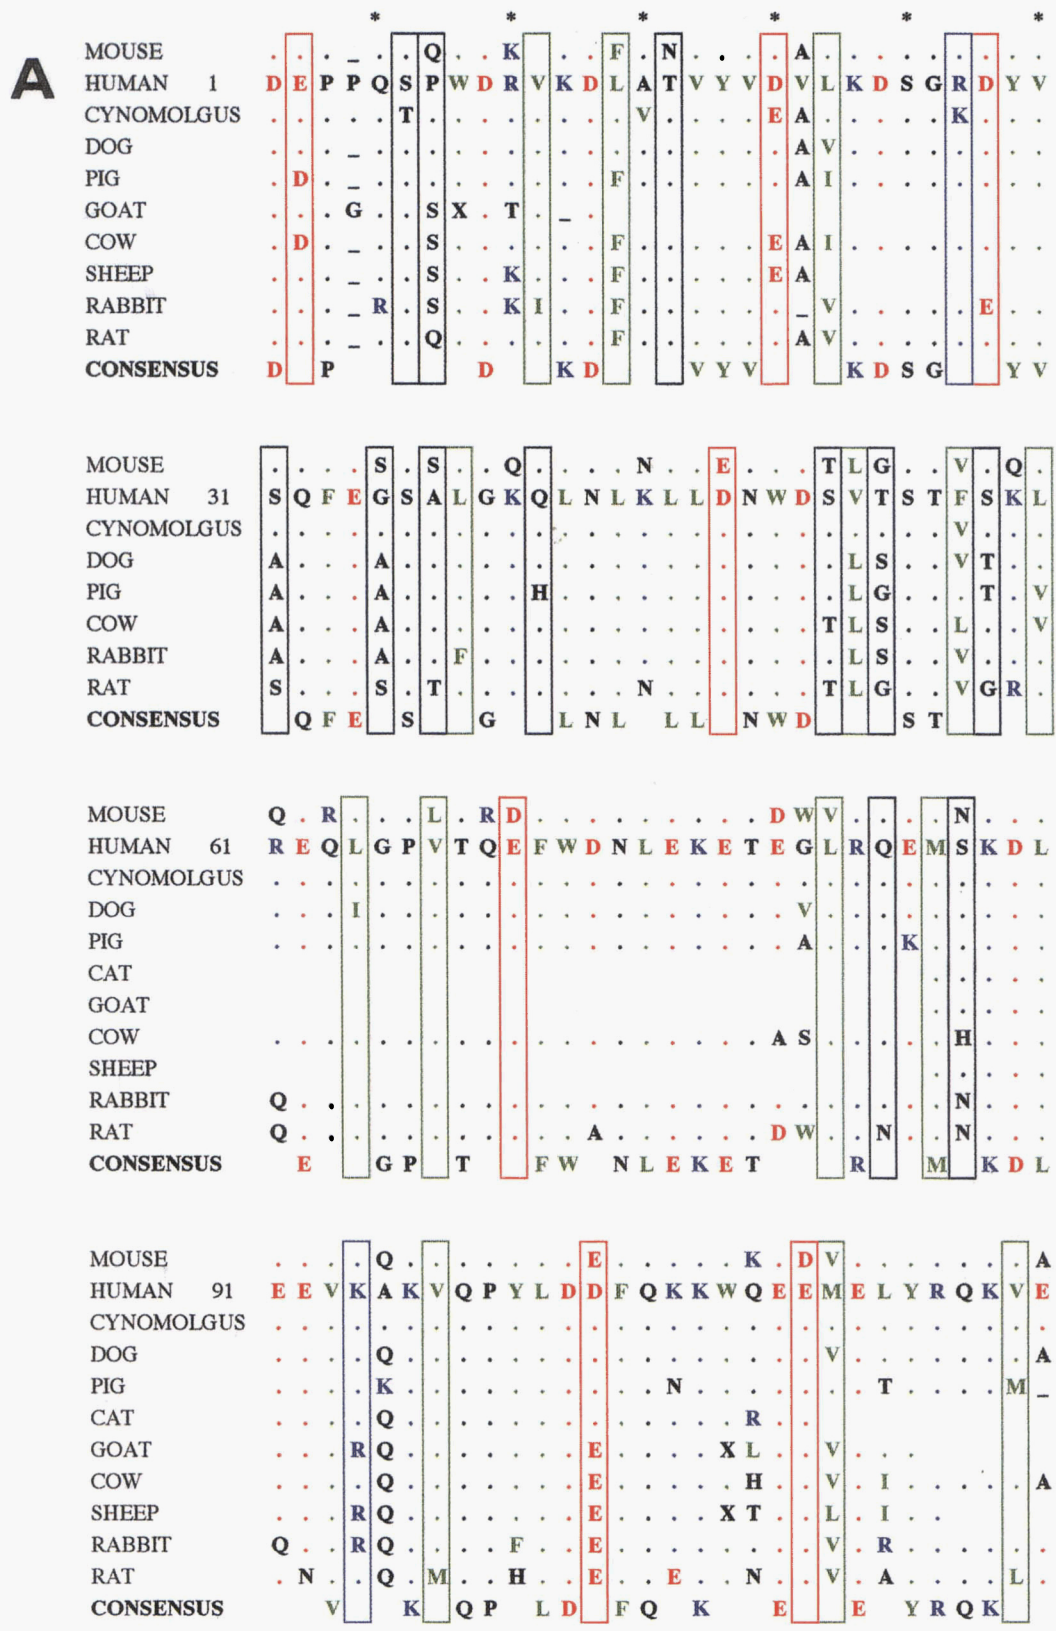 * * * * * *
A
MOUSE . . . _ . . Q . . K . . . F . N . . . . A . . . . . . . . .
HUMAN 1 D E P P Q S P W D R V K D L A T V Y V D V L K D S G R D Y V
CYNOMOLGUS . . . . . T . . . . . . . . V . . . . E A . . . . . K . . .
DOG . . . _ . . . . . . . . . . . . . . . . A V . . . . . . . .
PIG . D . _ . . . . . . . . . F . . . . . . A I . . . . . . . .
GOAT . . . G . . S X . T . _ .
COW . D . _ . . S . . . . . . F . . . . . E A I . . . . . . . .
SHEEP . . . _ . . S . . K . . . F . . . . . E A
RABBIT . . . _ R . S . . K I . . F . . . . . . _ V . . . . . E . .
RAT . . . _ . . Q . . . . . . F . . . . . . A V . . . . . . . .
CONSENSUS D P D K D V Y V K D S G Y V
MOUSE . . . . S . S . . Q . . . . N . . E . . . T L G . . V . Q .
HUMAN 31 S Q F E G S A L G K Q L N L K L L D N W D S V T S T F S K L
CYNOMOLGUS . . . . . . . . . . . . . . . . . . . . . . . . . . V . . .
DOG A . . . A . . . . . . . . . . . . . . . . . L S . . V T . .
PIG A . . . A . . . . . H . . . . . . . . . . . L G . . . T . V
COW A . . . A . . . . . . . . . . . . . . . . T L S . . L . . V
RABBIT A . . . A . . F . . . . . . . . . . . . . . L S . . V . . .
RAT S . . . S . T . . . . . . . N . . . . . . T L G . . V G R .
CONSENSUS Q F E S G L N L L L N W D S T
MOUSE Q . R . . . L . R D . . . . . . . . . D W V . . . . N . . .
HUMAN 61 R E Q L G P V T Q E F W D N L E K E T E G L R Q E M S K D L
CYNOMOLGUS . . . . . . . . . . . . . . . . . . . . . . . . . . . . . .
DOG . . . I . . . . . . . . . . . . . . . . V . . . . . . . . .
PIG . . . . . . . . . . . . . . . . . . . . A . . . K . . . . .
CAT . . . . .
GOAT . . . . .
COW . . . . . . . . . . . . . . . . . . . A S . . . . . H . . .
SHEEP . . . . .
RABBIT Q . . . . . . . . . . . . . . . . . . . . . . . . . N . . .
RAT Q . . . . . . . . . . . A . . . . . . D W . . N . . N . . .
CONSENSUS E G P T F W N L E K E T R M K D L
MOUSE . . . . Q . . . . . . . E . . . . . K . D V . . . . . . . A
HUMAN 91 E E V K A K V Q P Y L D D F Q K K W Q E E M E L Y R Q K V E
CYNOMOLGUS . . . . . . . . . . . . . . . . . . . . . . . . . . . . . .
DOG . . . . Q . . . . . . . . . . . . . . . . V . . . . . . . A
PIG . . . . K . . . . . . . . . . N . . . . . . . T . . . . M _
CAT . . . . Q . . . . . . . . . . . . . R . .
GOAT . . . R Q . . . . . . . E . . . . X L . . V . . .
COW . . . . Q . . . . . . . E . . . . . H . . V . I . . . . . A
SHEEP . . . R Q . . . . . . . E . . . . X T . . L . I . .
RABBIT Q . . R Q . . . . F . . E . . . . . . . . V . R . . . . . .
RAT . N . . Q . M . . H . . E . . E . . N . . V . A . . . . L .
CONSENSUS V K Q P L D F Q K E E Y R Q K